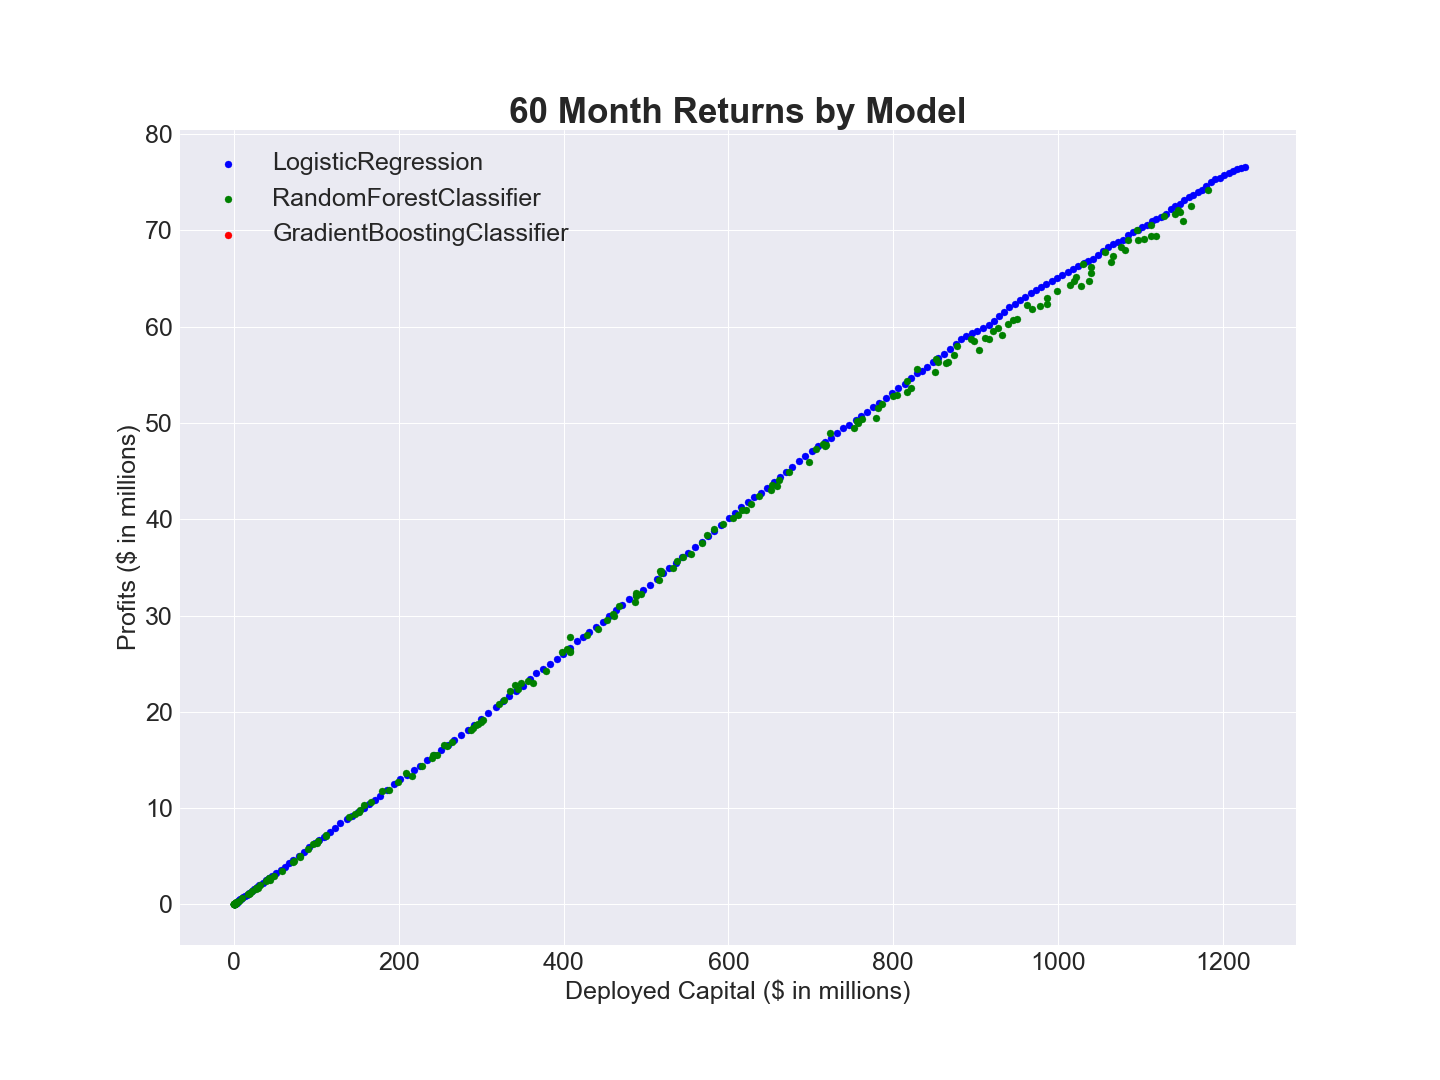 60 Month Returns by Model
80
LogisticRegression
RandomForestClassifier
70
GradientBoostingClassifier
60
50
Profits ($ in millions)
40
30
20
10
0
0 200 400 600 800 1000 1200
Deployed Capital ($ in millions)